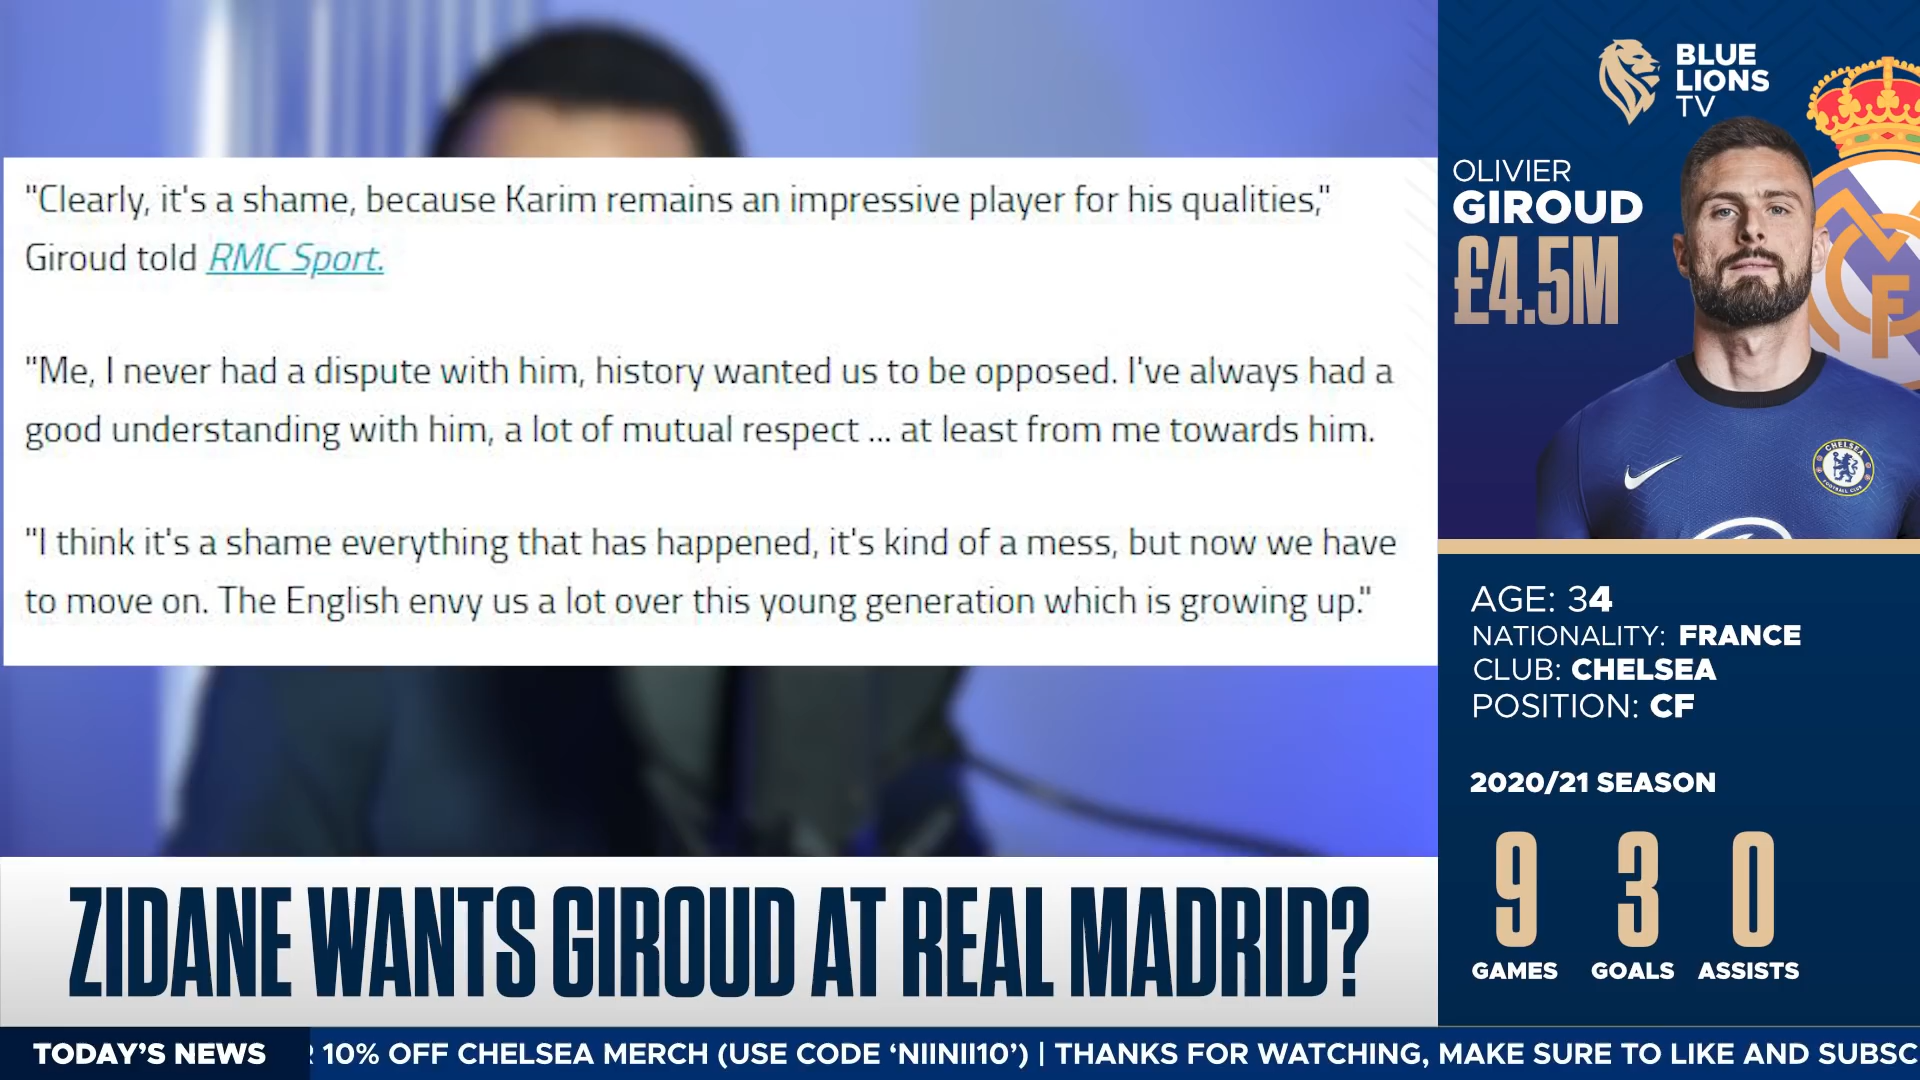 "Clearly, it's a shame, because Karim remains an impressive player for his qualities,"
Giroud told RMC Sport.
"Me, I never had a dispute with him, history wanted us to be opposed. I've always had a
good understanding with him, a lot of mutual respect ... at least from me towards him.
"I think it's a shame everything that has happened, it's kind of a mess, but now we have
to move on. The English envy us a lot over this young generation which is growing up."
ZIDANE WANTS GIROUD AT REAL MADRID?
BLUE
LIONS
TV
OLIVIER
GIROUD
£4.5M
CHELSEA
FOOTBALL CLUB
AGE: 34
NATIONALITY: FRANCE
CLUB: CHELSEA
POSITION: CF
2020/21 SEASON
9 3 0
GAMES GOALS ASSISTS
TODAY'S NEWS 10% OFF CHELSEA MERCH (USE CODE ‘NIINII10’) | THANKS FOR WATCHING, MAKE SURE TO LIKE AND SUBSC